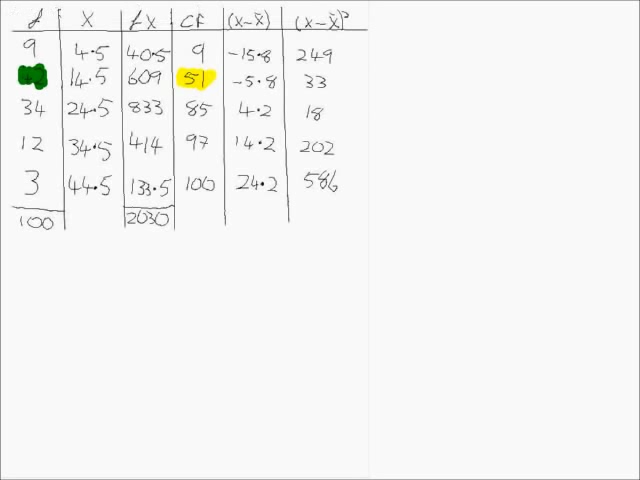 f x fx CF (x-x̄) (x-x̄)²
9 4.5 40.5 9 -15.8 249
14.5 609 51 -5.8 33
34 24.5 833 85 4.2 18
12 34.5 414 97 14.2 202
3 44.5 133.5 100 24.2 586
100 2030